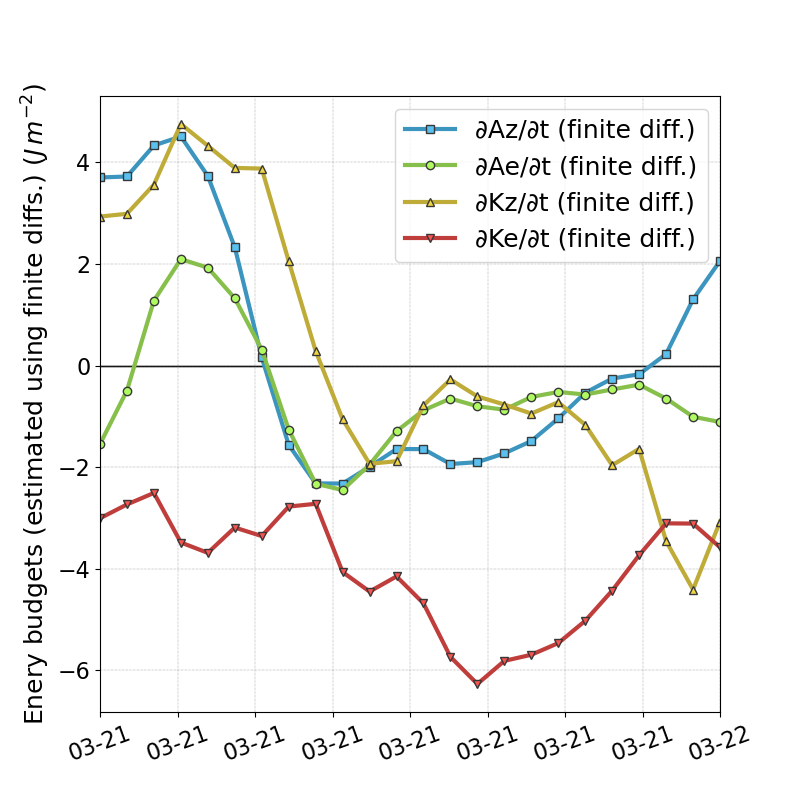 Enery budgets (estimated using finite diffs.) (J m⁻²)
∂Az/∂t (finite diff.)
∂Ae/∂t (finite diff.)
∂Kz/∂t (finite diff.)
∂Ke/∂t (finite diff.)
4
2
0
−2
−4
−6
03-21 03-21 03-21 03-21 03-21 03-21 03-21 03-21 03-22